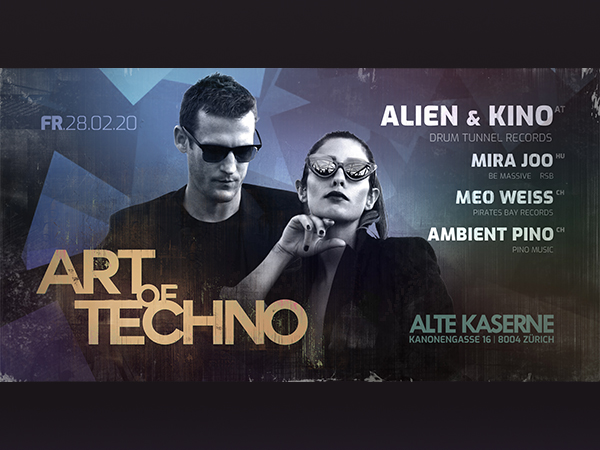 FR.28.02.20
ALIEN & KINO AT
DRUM TUNNEL RECORDS
MIRA JOO HU
BE MASSIVE RSB
MEO WEISS CH
PIRATES BAY RECORDS
AMBIENT PINO CH
PINO MUSIC
ART
OF
TECHNO
ALTE KASERNE
KANONENGASSE 16 | 8004 ZÜRICH